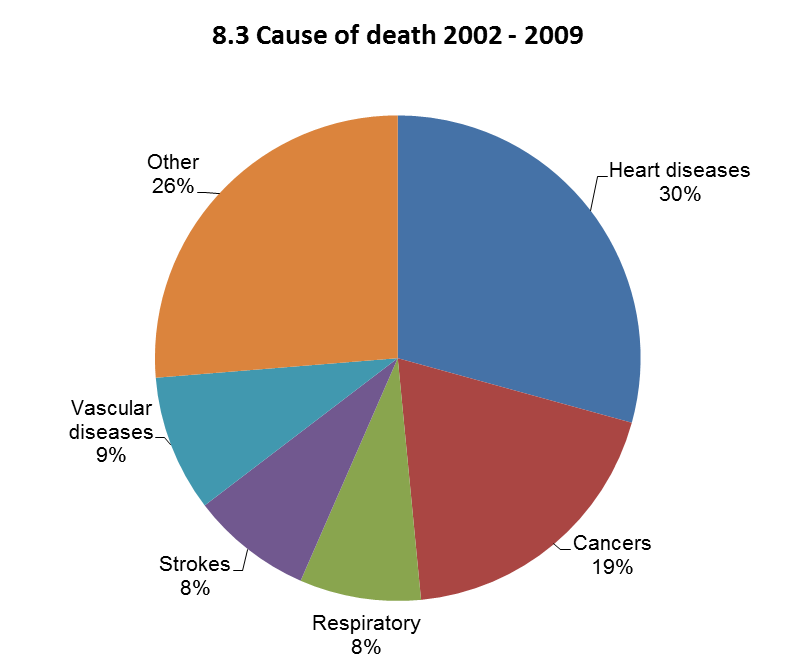 8.3 Cause of death 2002 - 2009
Other
26%
Heart diseases
30%
Vascular
diseases
9%
Cancers
19%
Strokes
8%
Respiratory
8%